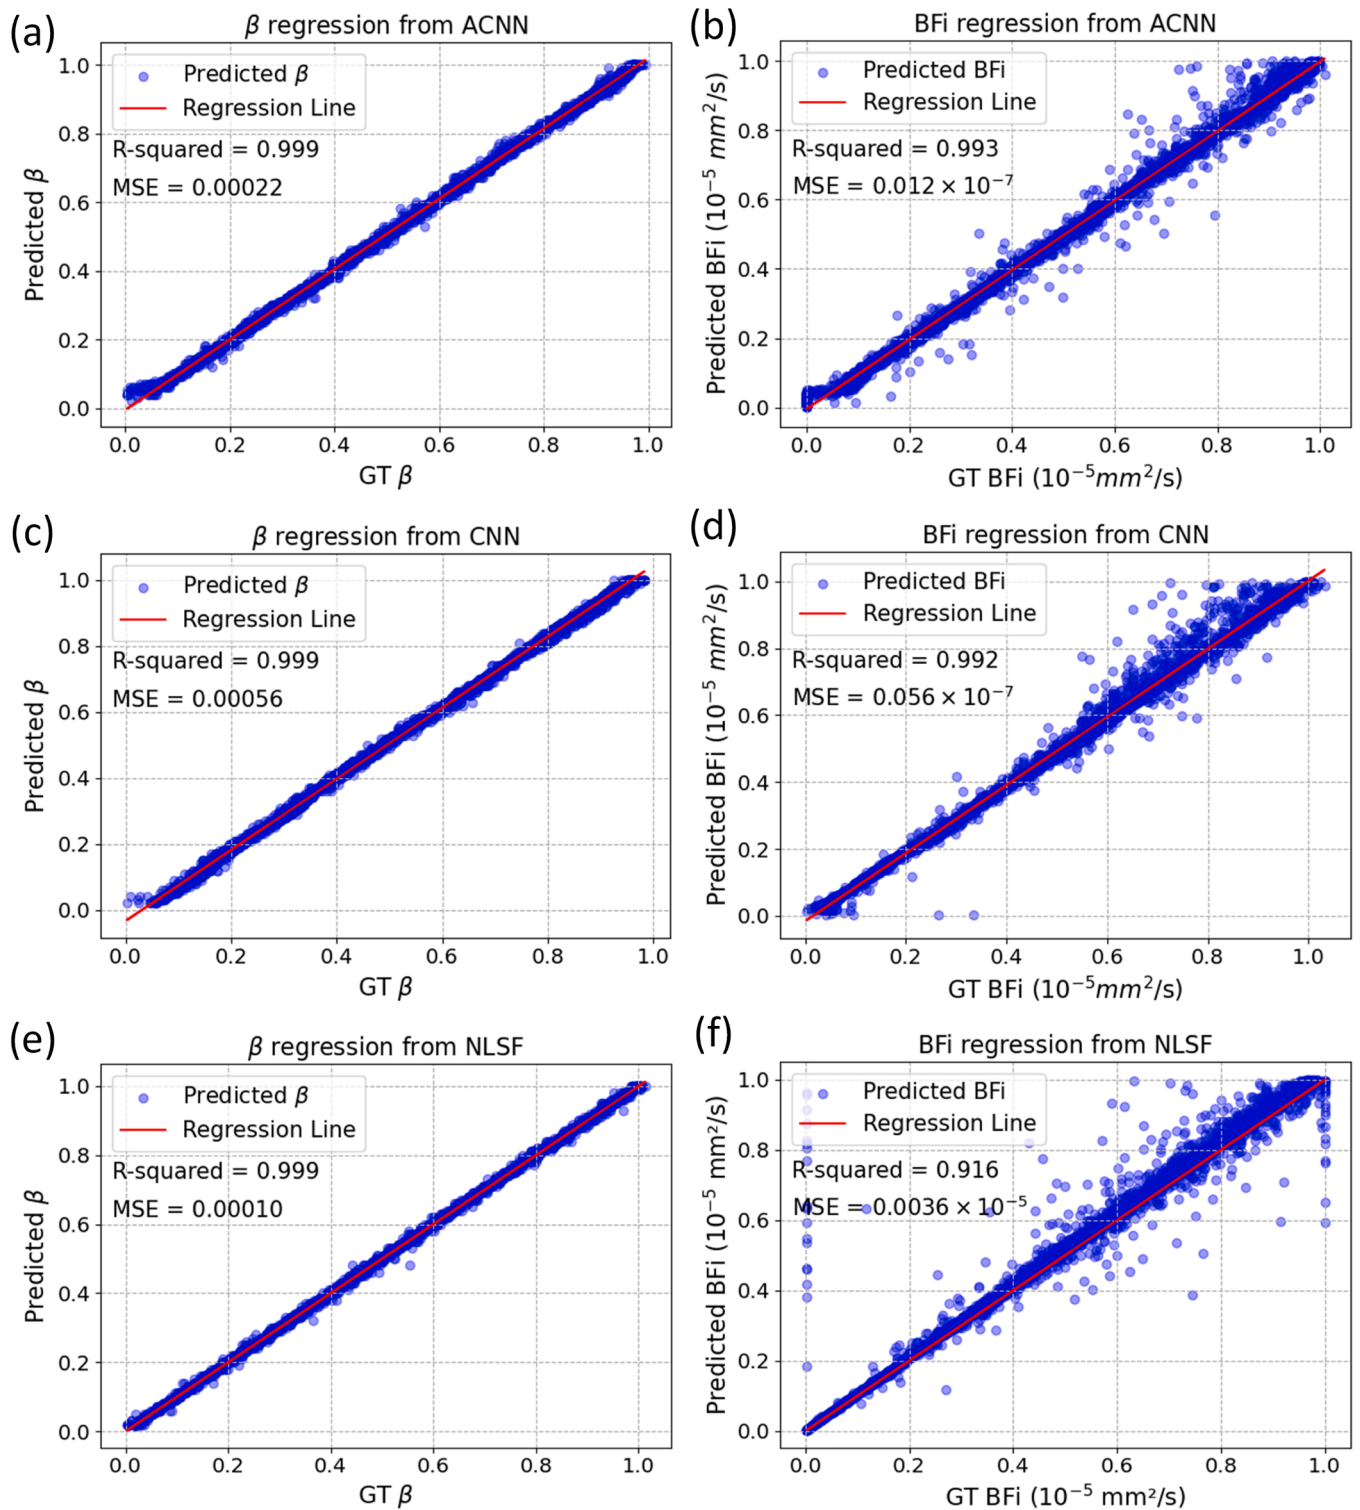 (a)
β regression from ACNN
Predicted β
Regression Line
R-squared = 0.999
MSE = 0.00022
Predicted β
1.0
0.8
0.6
0.4
0.2
0.0
0.0 0.2 0.4 0.6 0.8 1.0
GT β
(b)
BFi regression from ACNN
Predicted BFi
Regression Line
R-squared = 0.993
MSE = 0.012 × 10⁻⁷
Predicted BFi (10⁻⁵ mm²/s)
1.0
0.8
0.6
0.4
0.2
0.0
0.0 0.2 0.4 0.6 0.8 1.0
GT BFi (10⁻⁵mm²/s)
(c)
β regression from CNN
Predicted β
Regression Line
R-squared = 0.999
MSE = 0.00056
Predicted β
1.0
0.8
0.6
0.4
0.2
0.0
0.0 0.2 0.4 0.6 0.8 1.0
GT β
(d)
BFi regression from CNN
Predicted BFi
Regression Line
R-squared = 0.992
MSE = 0.056 × 10⁻⁷
Predicted BFi (10⁻⁵ mm²/s)
1.0
0.8
0.6
0.4
0.2
0.0
0.0 0.2 0.4 0.6 0.8 1.0
GT BFi (10⁻⁵mm²/s)
(e)
β regression from NLSF
Predicted β
Regression Line
R-squared = 0.999
MSE = 0.00010
Predicted β
1.0
0.8
0.6
0.4
0.2
0.0
0.0 0.2 0.4 0.6 0.8 1.0
GT β
(f)
BFi regression from NLSF
Predicted BFi
Regression Line
R-squared = 0.916
MSE = 0.0036 × 10⁻⁵
Predicted BFi (10⁻⁵ mm²/s)
1.0
0.8
0.6
0.4
0.2
0.0
0.0 0.2 0.4 0.6 0.8 1.0
GT BFi (10⁻⁵ mm²/s)